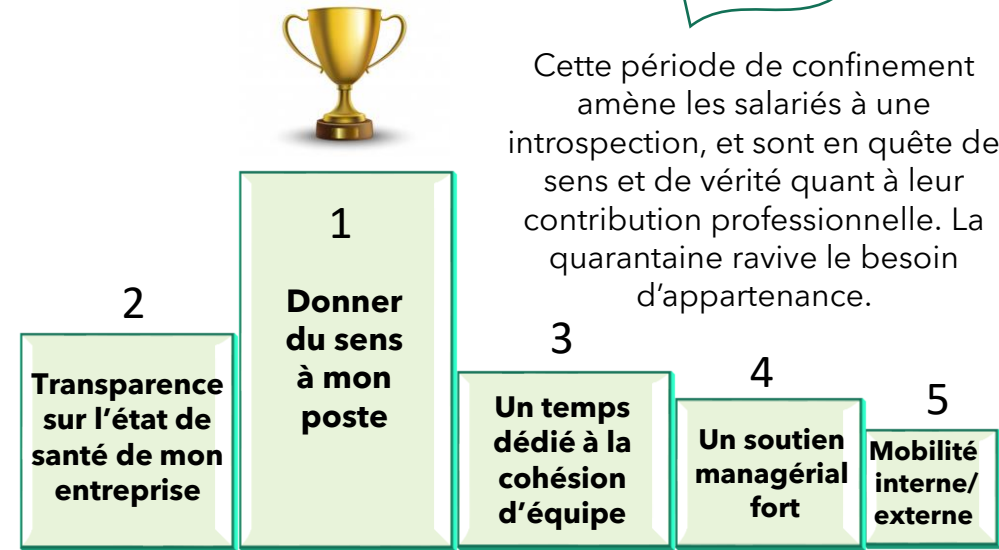 Cette période de confinement
amène les salariés à une
introspection, et sont en quête de
sens et de vérité quant à leur
contribution professionnelle. La
quarantaine ravive le besoin
d'appartenance.
2
Transparence
sur l'état de
santé de mon
entreprise
1
Donner
du sens
à mon
poste
3
Un temps
dédié à la
cohésion
d'équipe
4
Un soutien
managérial
fort
5
Mobilité
interne/
externe